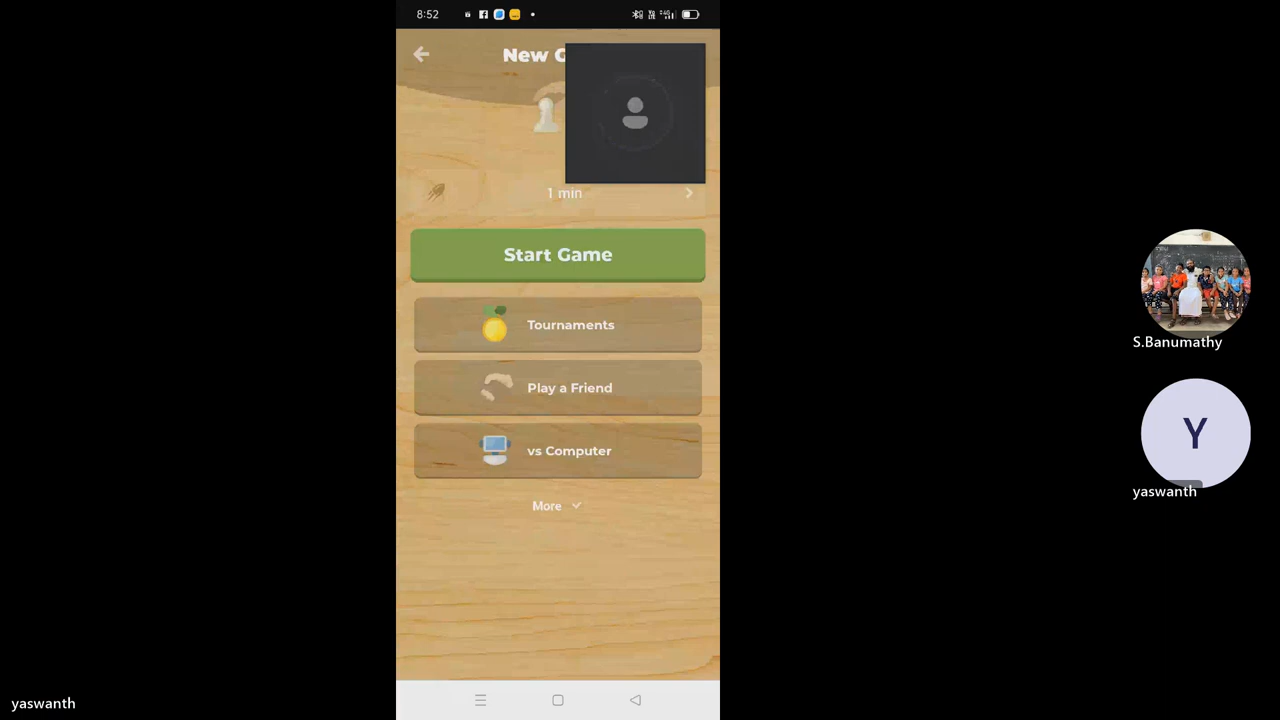 8:52
New
1 min
Start Game
Tournaments
Play a Friend
vs Computer
More
S.Banumathy
Y
yaswanth
yaswanth